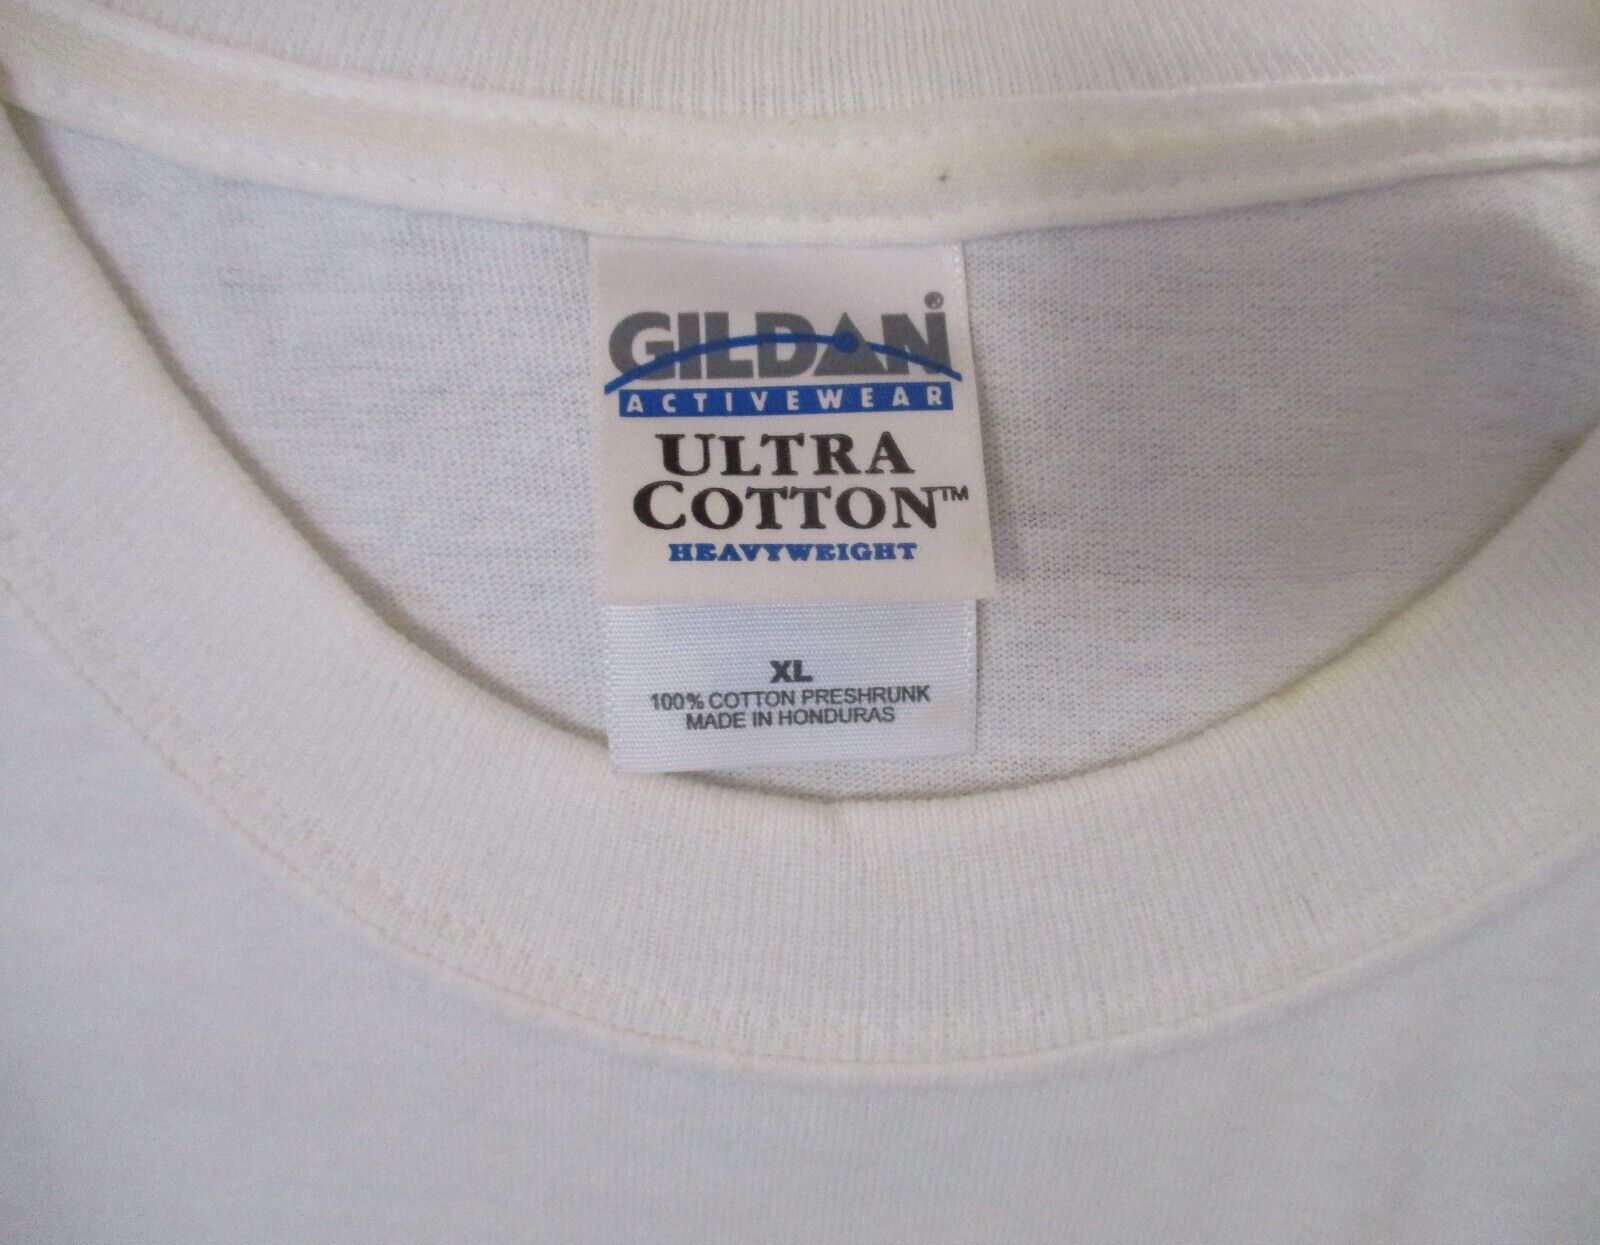 GILDAN®
ACTIVEWEAR
ULTRA
COTTON™
HEAVYWEIGHT
XL
100% COTTON PRESHRUNK
MADE IN HONDURAS